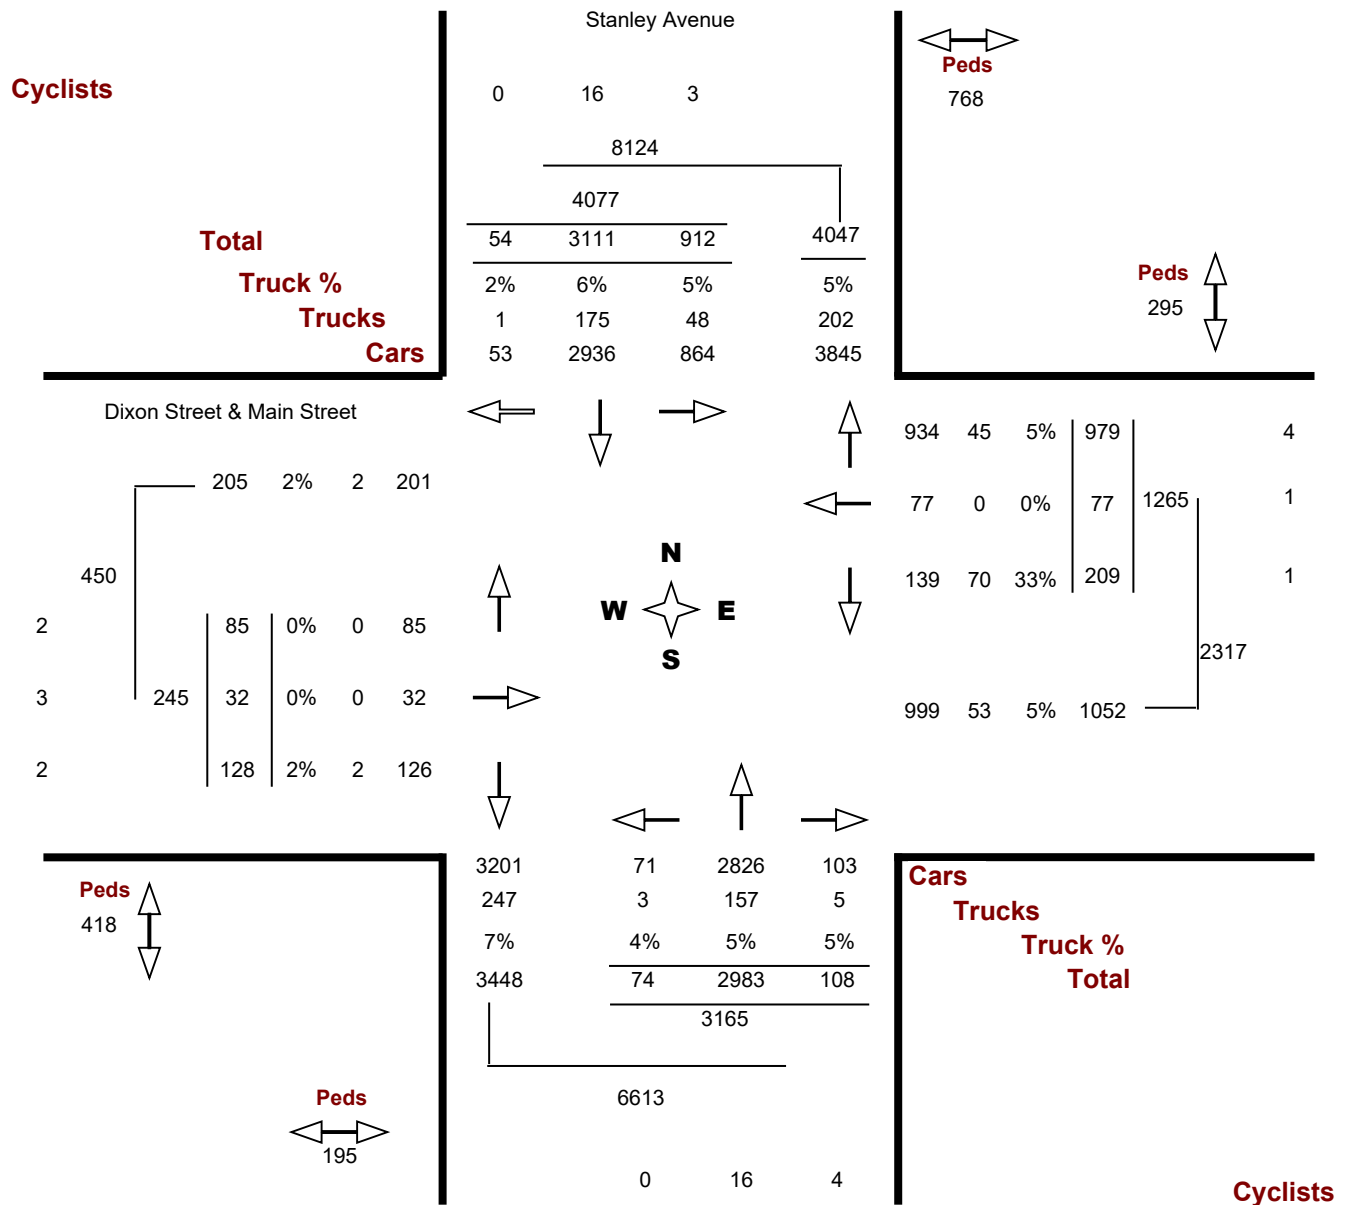 Stanley Avenue
Peds
768
Cyclists
0 16 3
8124
4077
Total 54 3111 912 4047
Truck % 2% 6% 5% 5%
Trucks 1 175 48 202
Cars 53 2936 864 3845
Peds
295
Dixon Street & Main Street
934 45 5% 979 4
205 2% 2 201
77 0 0% 77 1265 1
450
N
139 70 33% 209 1
W E
S
2 85 0% 0 85
2317
3 245 32 0% 0 32
999 53 5% 1052
2 128 2% 2 126
3201 71 2826 103 Cars
247 3 157 5 Trucks
7% 4% 5% 5% Truck %
3448 74 2983 108 Total
3165
Peds
418
6613
Peds
195
0 16 4
Cyclists